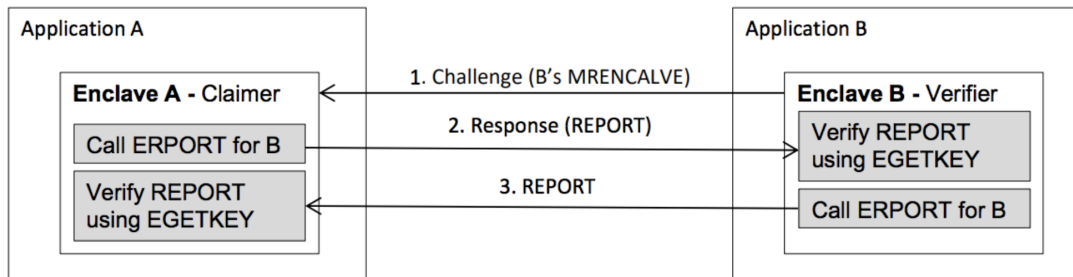 Application A
Application B
1. Challenge (B's MRENCALVE)
Enclave A - Claimer
Enclave B - Verifier
2. Response (REPORT)
Call ERPORT for B
Verify REPORT
using EGETKEY
Verify REPORT
using EGETKEY
3. REPORT
Call ERPORT for B